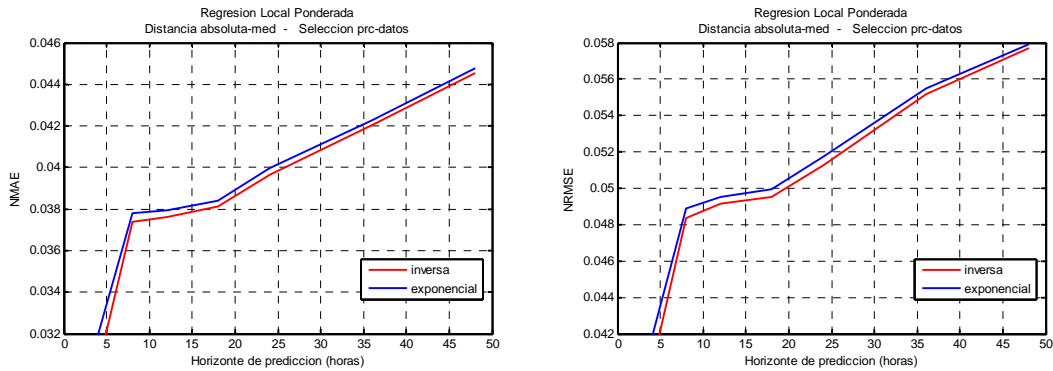 Regresion Local Ponderada
Distancia absoluta-med - Seleccion prc-datos
0.046
0.044
0.042
0.04
0.038
0.036
0.034
0.032
NMAE
0 5 10 15 20 25 30 35 40 45 50
Horizonte de prediccion (horas)
inversa
exponencial
Regresion Local Ponderada
Distancia absoluta-med - Seleccion prc-datos
0.058
0.056
0.054
0.052
0.05
0.048
0.046
0.044
0.042
NRMSE
0 5 10 15 20 25 30 35 40 45 50
Horizonte de prediccion (horas)
inversa
exponencial